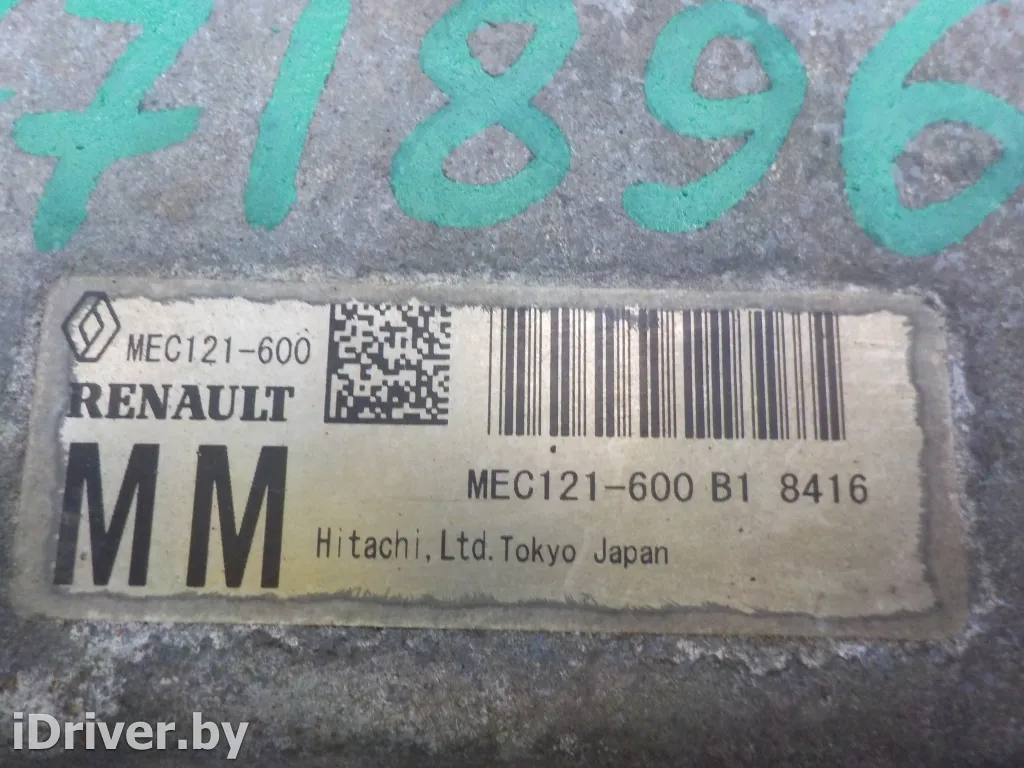 71896
MEC121-600
RENAULT
MM
MEC121-600 B1 8416
Hitachi, Ltd. Tokyo Japan
iDriver.by